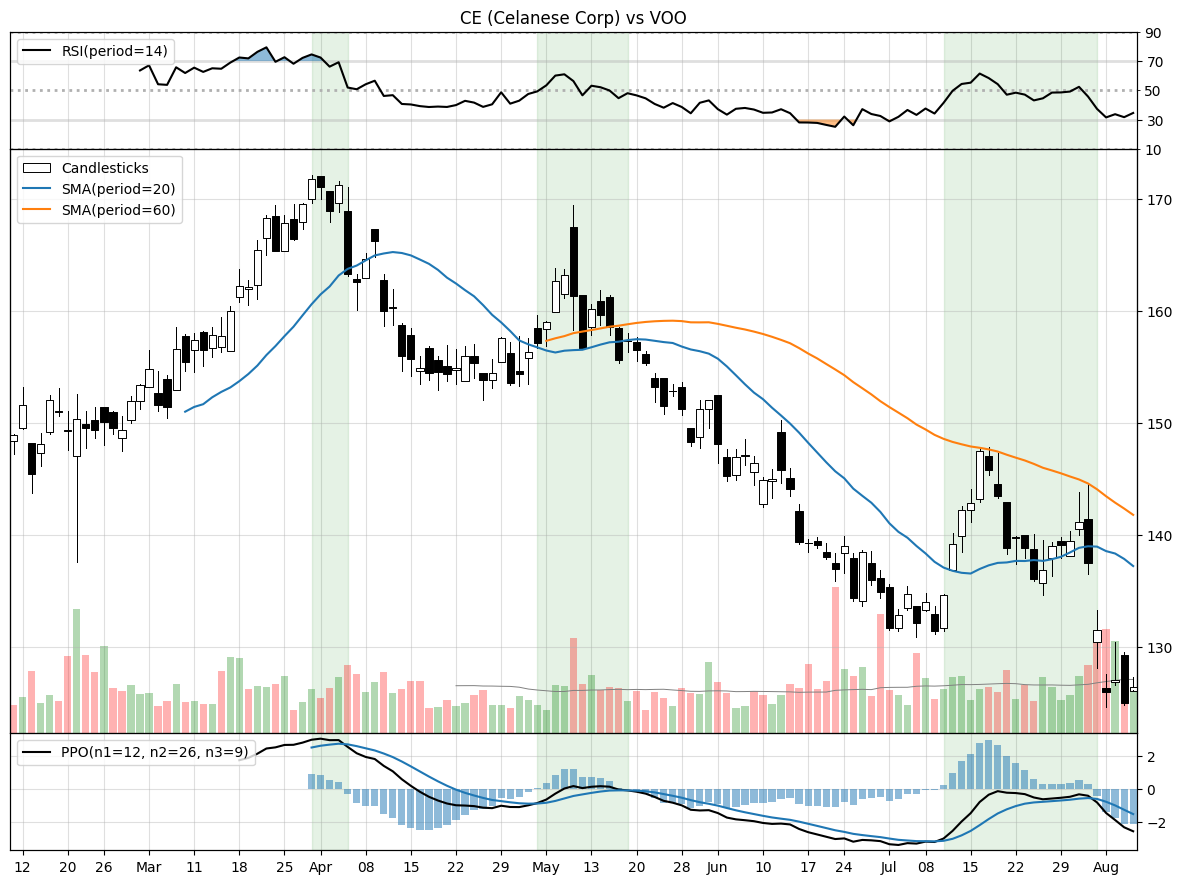 CE (Celanese Corp) vs VOO
RSI(period=14)
90
70
50
30
10
Candlesticks
SMA(period=20)
SMA(period=60)
170
160
150
140
130
PPO(n1=12, n2=26, n3=9)
2
0
−2
12 20 26 Mar 11 18 25 Apr 08 15 22 29 May 13 20 28 Jun 10 17 24 Jul 08 15 22 29 Aug